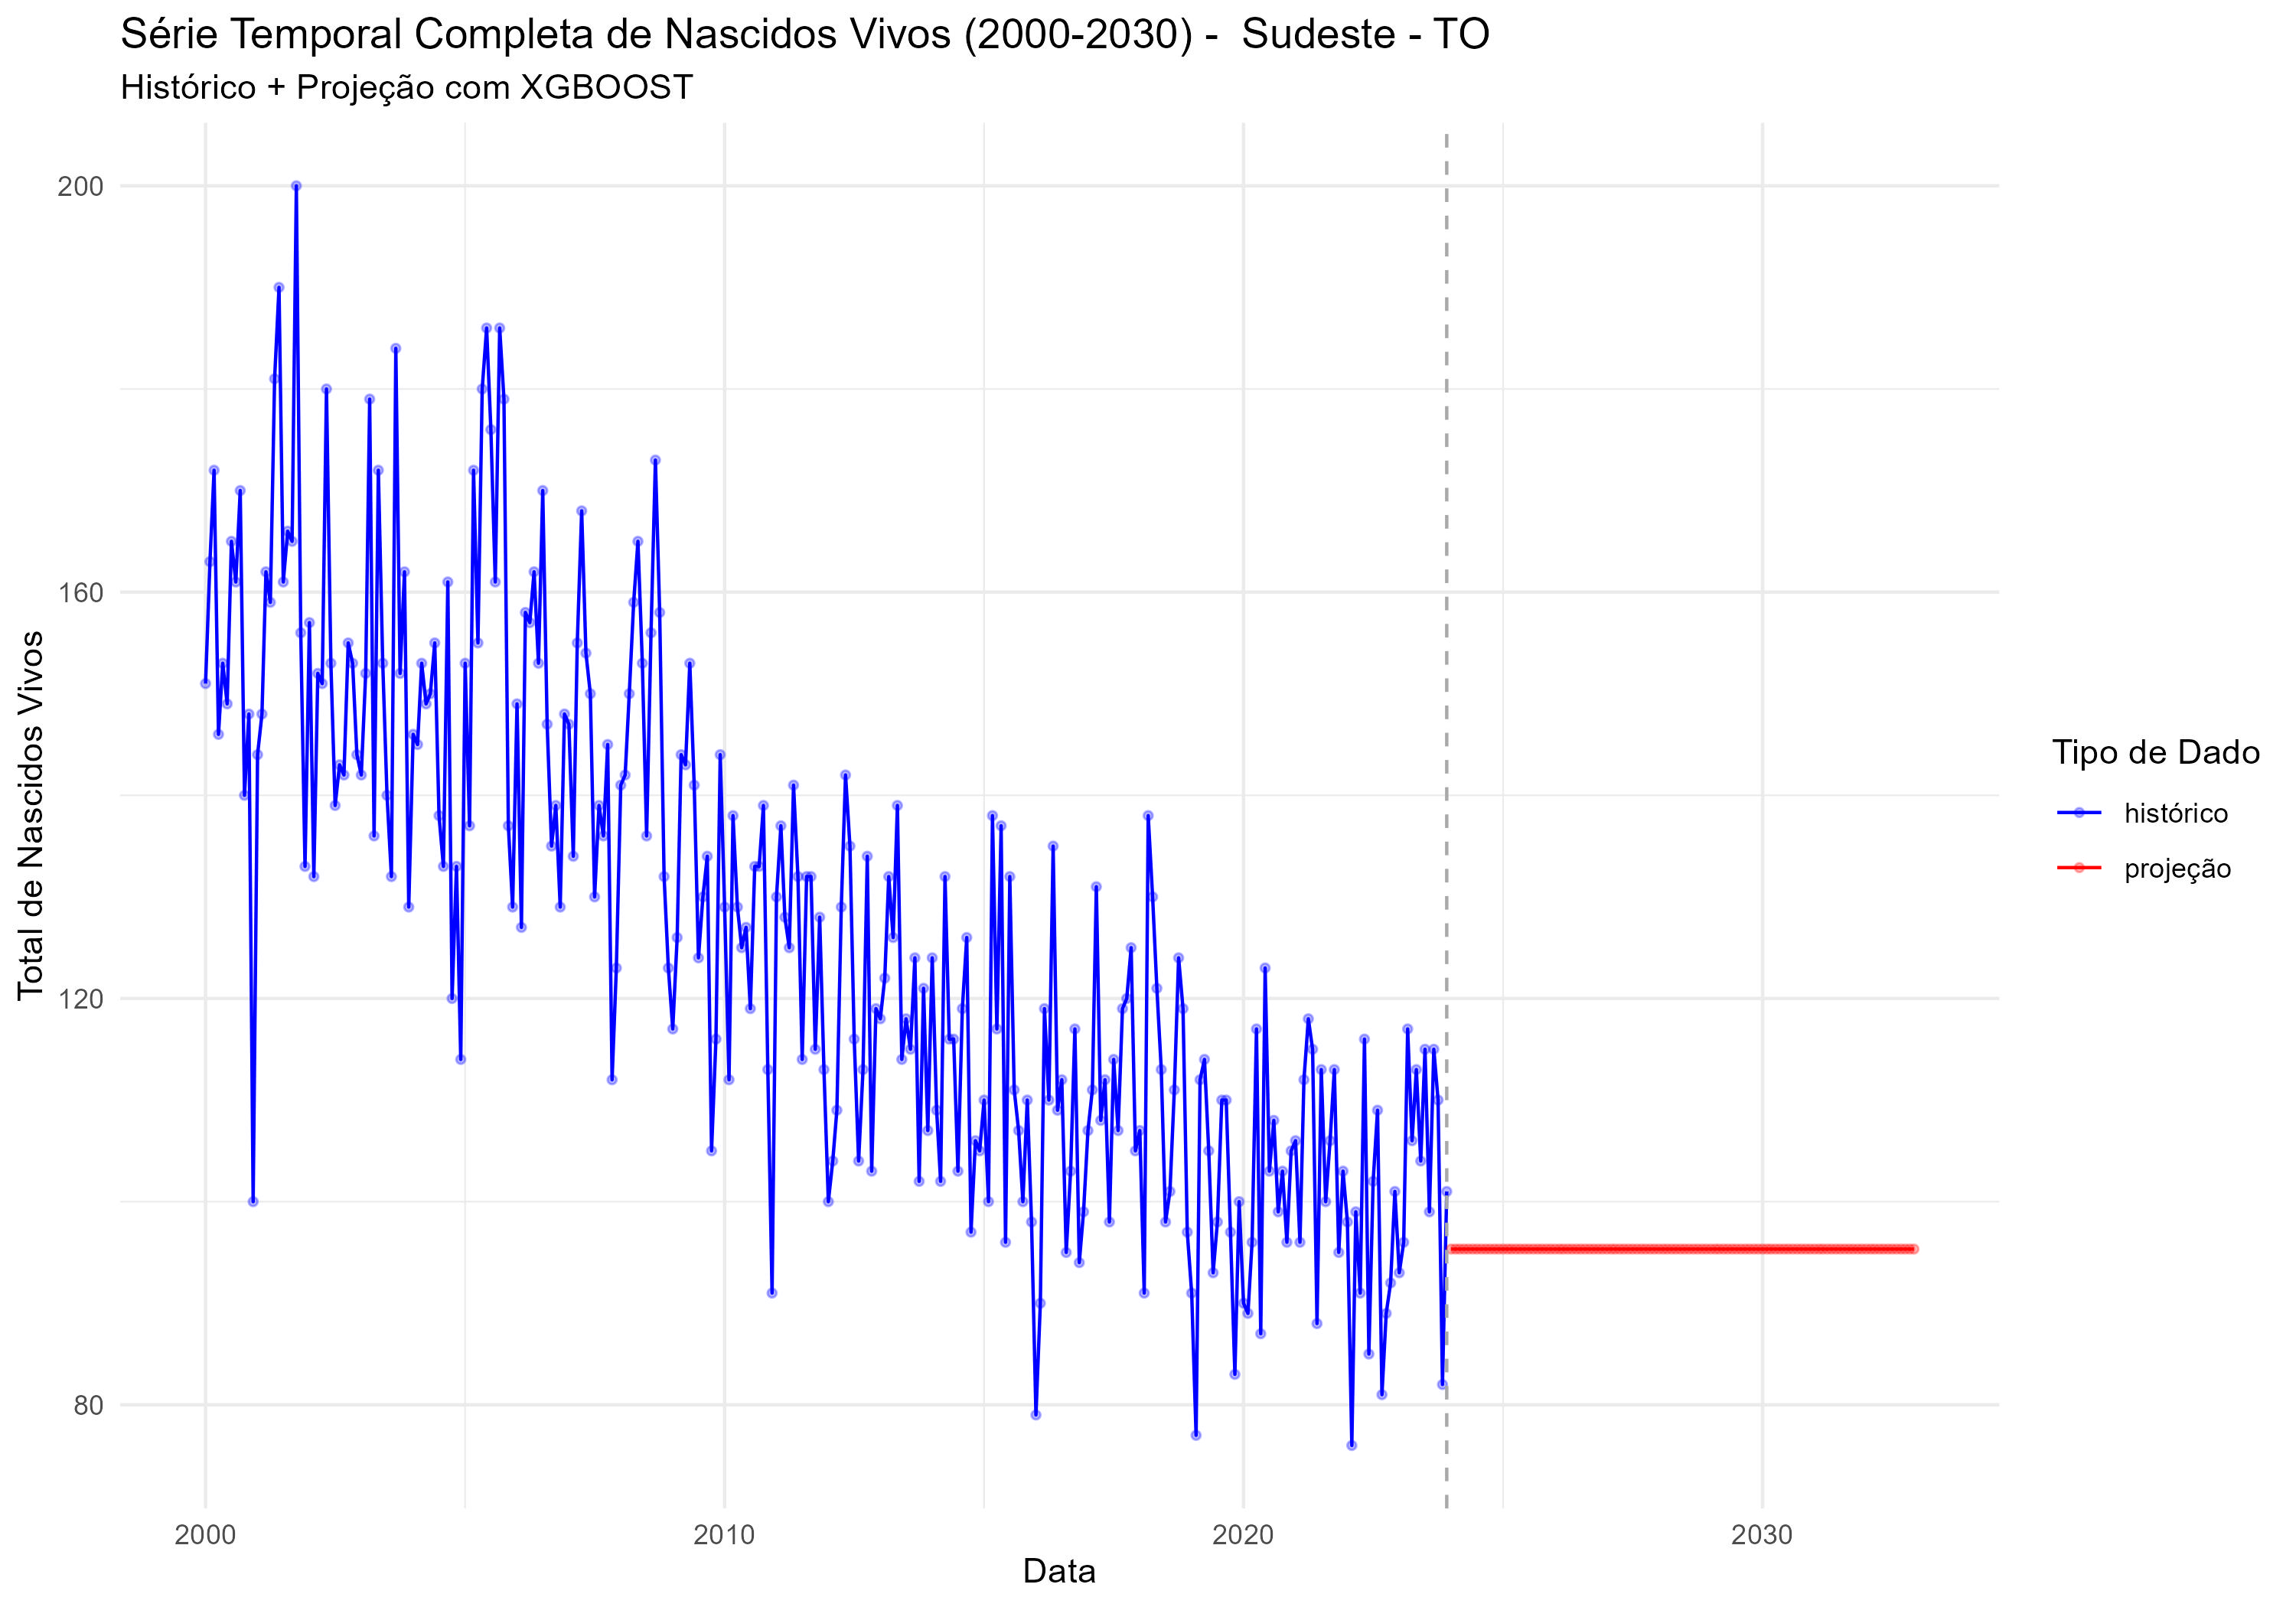 Série Temporal Completa de Nascidos Vivos (2000-2030) -  Sudeste - TO
Histórico + Projeção com XGBOOST
Total de Nascidos Vivos
200
160
120
80
2000
2010
2020
2030
Data
Tipo de Dado
histórico
projeção